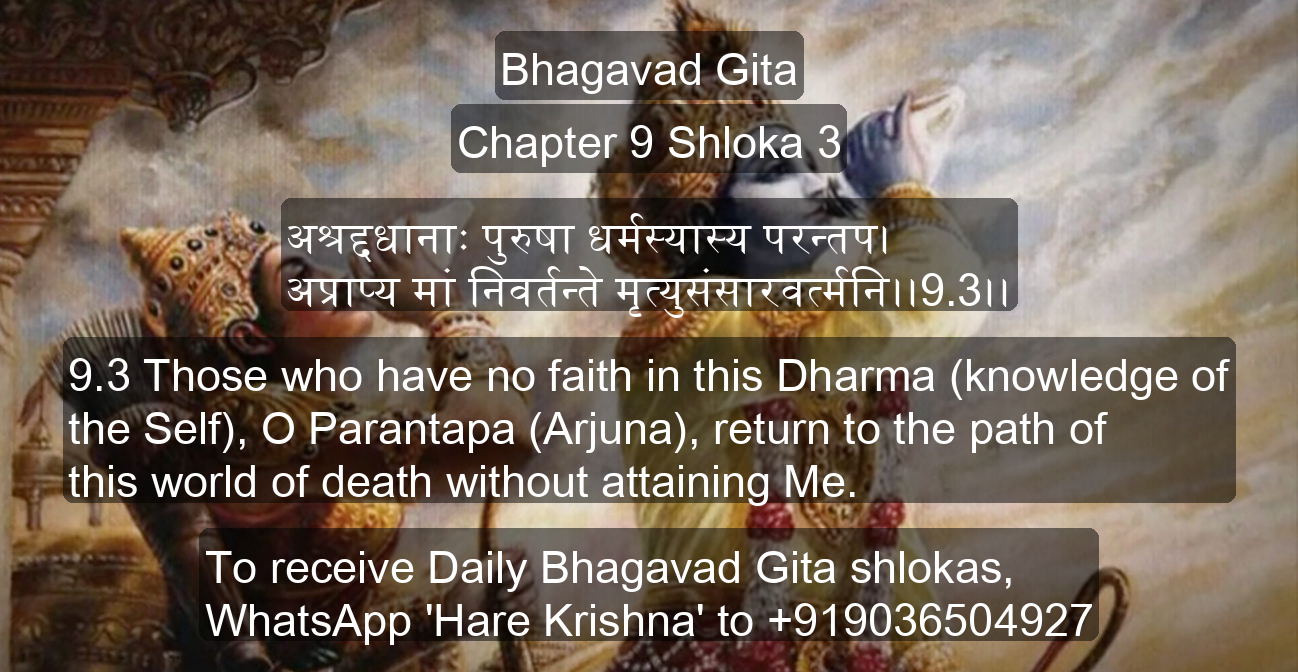 Bhagavad Gita
Chapter 9 Shloka 3
अश्रद्दधानाः पुरुषा धर्मस्यास्य परन्तप।
अप्राप्य मां निवर्तन्ते मृत्युसंसारवर्त्मनि।।9.3।।
9.3 Those who have no faith in this Dharma (knowledge of
the Self), O Parantapa (Arjuna), return to the path of
this world of death without attaining Me.
To receive Daily Bhagavad Gita shlokas,
WhatsApp 'Hare Krishna' to +919036504927